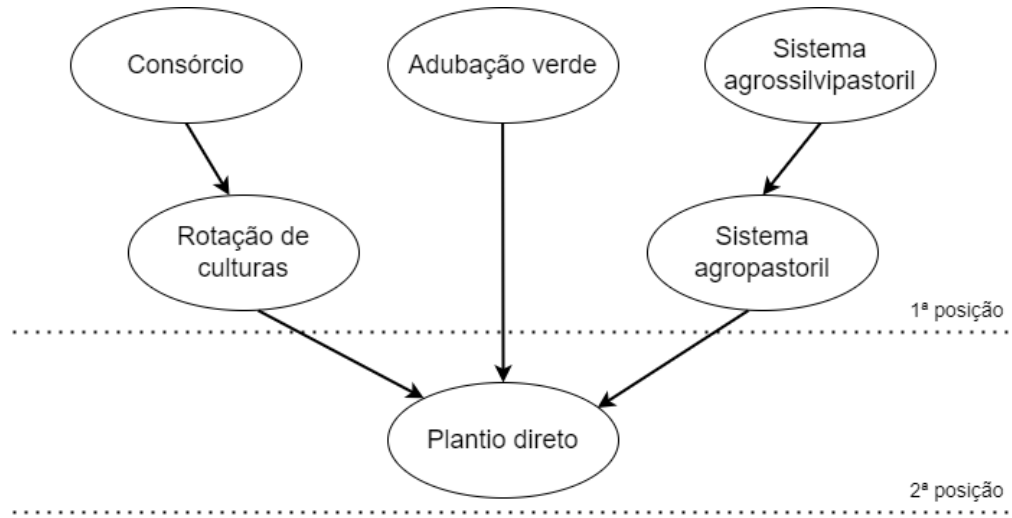 Consórcio
Adubação verde
Sistema
agrossilvipastoril
Rotação de
culturas
Sistema
agropastoril
1ª posição
Plantio direto
2ª posição